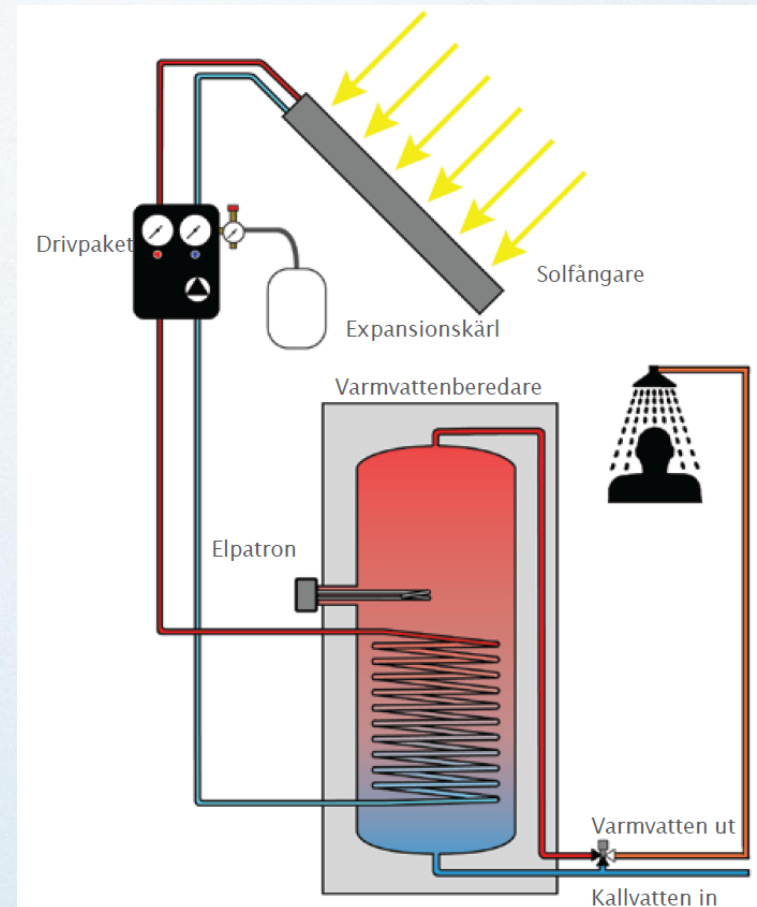 Drivpaket
Solfångare
Expansionskärl
Varmvattenberedare
Elpatron
Varmvatten ut
Kallvatten in